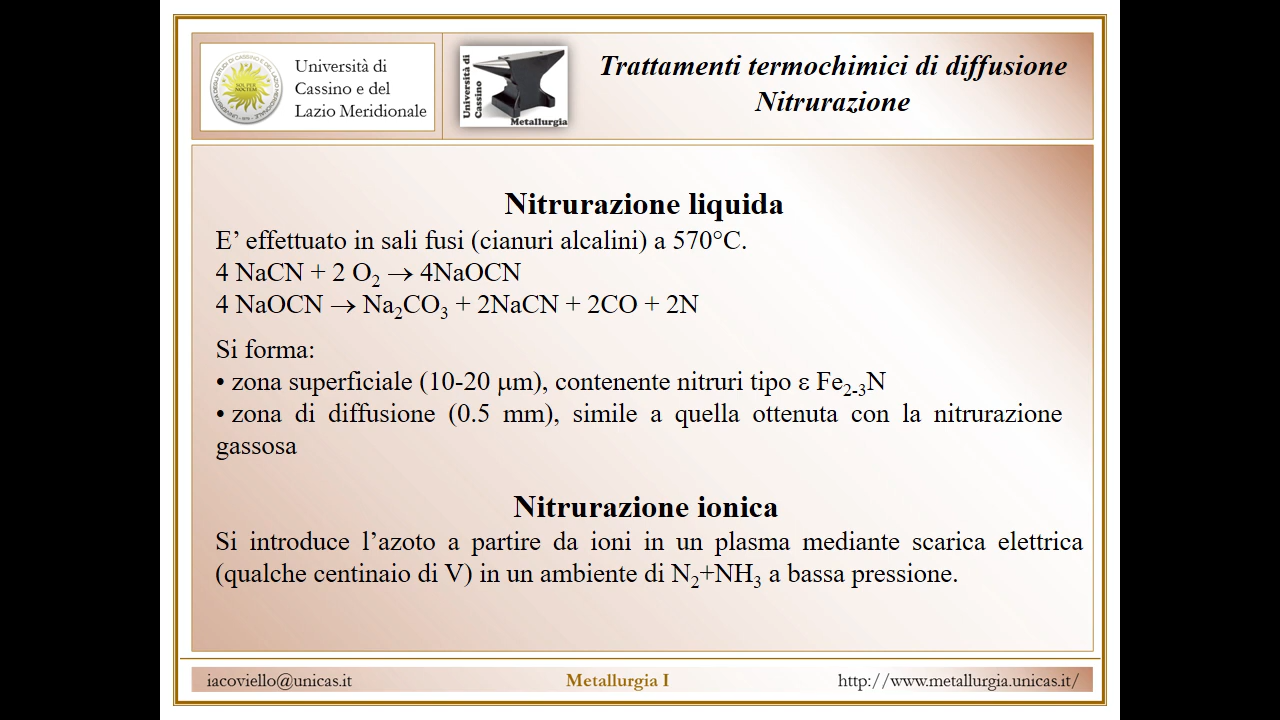 Università di
Cassino e del
Lazio Meridionale
Università di
Cassino
Metallurgia
Trattamenti termochimici di diffusione
Nitrurazione
Nitrurazione liquida
E’ effettuato in sali fusi (cianuri alcalini) a 570°C.
4 NaCN + 2 O₂ → 4NaOCN
4 NaOCN → Na₂CO₃ + 2NaCN + 2CO + 2N
Si forma:
• zona superficiale (10-20 μm), contenente nitruri tipo ε Fe₂₋₃N
• zona di diffusione (0.5 mm), simile a quella ottenuta con la nitrurazione
gassosa
Nitrurazione ionica
Si introduce l’azoto a partire da ioni in un plasma mediante scarica elettrica
(qualche centinaio di V) in un ambiente di N₂+NH₃ a bassa pressione.
iacoviello@unicas.it
Metallurgia I
http://www.metallurgia.unicas.it/